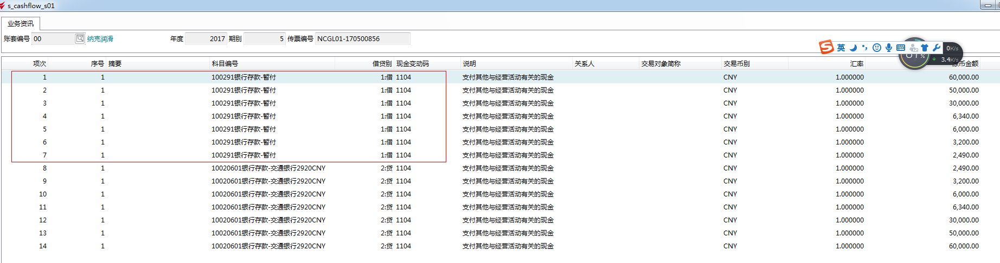 s_cashflow_s01
业务资讯
账套编号 00 纳克润滑 年度 2017 期别 5 传票编号 NCGL01-170500856
英 0K/s
% 3.4K/s
项次 序号 摘要 科目编号 借贷别 现金变动码 说明 关系人 交易对象简称 交易币别 汇率 原币金额
1 1 100291银行存款-暂付 1:借 1104 支付其他与经营活动有关的现金 CNY 1.000000 60,000.00
2 1 100291银行存款-暂付 1:借 1104 支付其他与经营活动有关的现金 CNY 1.000000 50,000.00
3 1 100291银行存款-暂付 1:借 1104 支付其他与经营活动有关的现金 CNY 1.000000 30,000.00
4 1 100291银行存款-暂付 1:借 1104 支付其他与经营活动有关的现金 CNY 1.000000 6,340.00
5 1 100291银行存款-暂付 1:借 1104 支付其他与经营活动有关的现金 CNY 1.000000 6,000.00
6 1 100291银行存款-暂付 1:借 1104 支付其他与经营活动有关的现金 CNY 1.000000 3,200.00
7 1 100291银行存款-暂付 1:借 1104 支付其他与经营活动有关的现金 CNY 1.000000 2,490.00
8 1 10020601银行存款-交通银行2920CNY 2:贷 1104 支付其他与经营活动有关的现金 CNY 1.000000 2,490.00
9 1 10020601银行存款-交通银行2920CNY 2:贷 1104 支付其他与经营活动有关的现金 CNY 1.000000 3,200.00
10 1 10020601银行存款-交通银行2920CNY 2:贷 1104 支付其他与经营活动有关的现金 CNY 1.000000 6,000.00
11 1 10020601银行存款-交通银行2920CNY 2:贷 1104 支付其他与经营活动有关的现金 CNY 1.000000 6,340.00
12 1 10020601银行存款-交通银行2920CNY 2:贷 1104 支付其他与经营活动有关的现金 CNY 1.000000 30,000.00
13 1 10020601银行存款-交通银行2920CNY 2:贷 1104 支付其他与经营活动有关的现金 CNY 1.000000 50,000.00
14 1 10020601银行存款-交通银行2920CNY 2:贷 1104 支付其他与经营活动有关的现金 CNY 1.000000 60,000.00